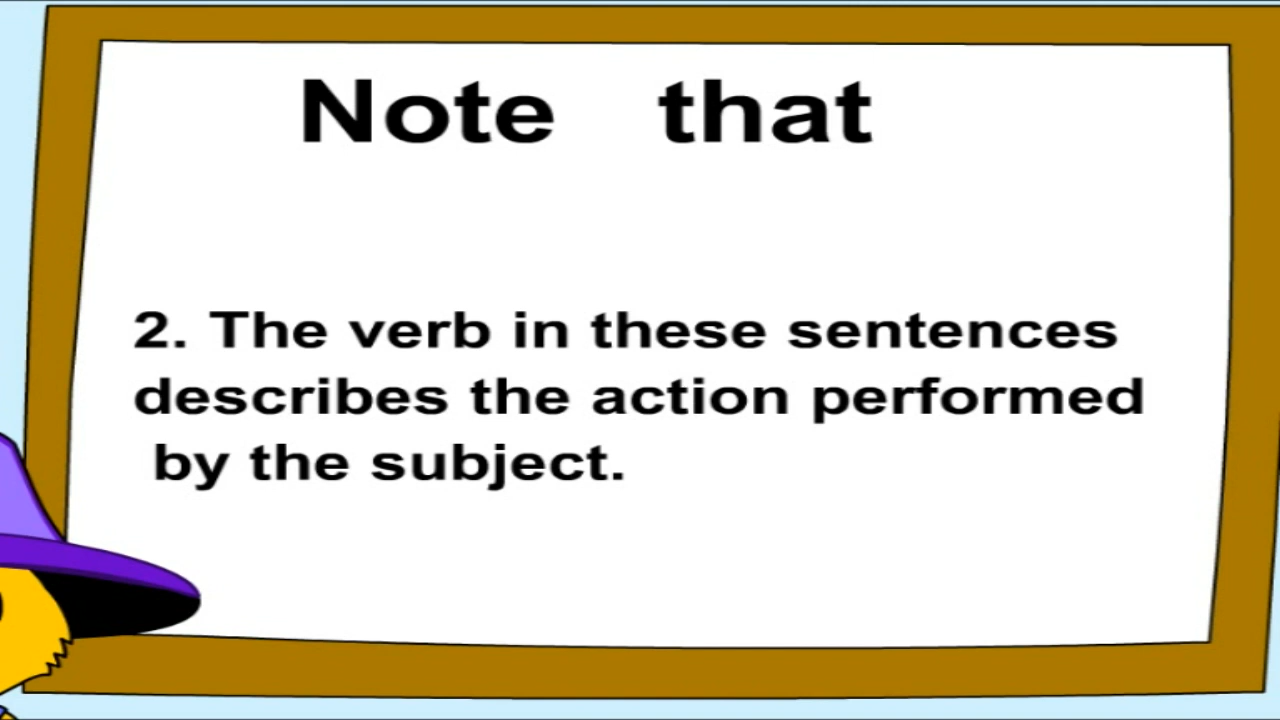 Note that
2. The verb in these sentences
describes the action performed
by the subject.